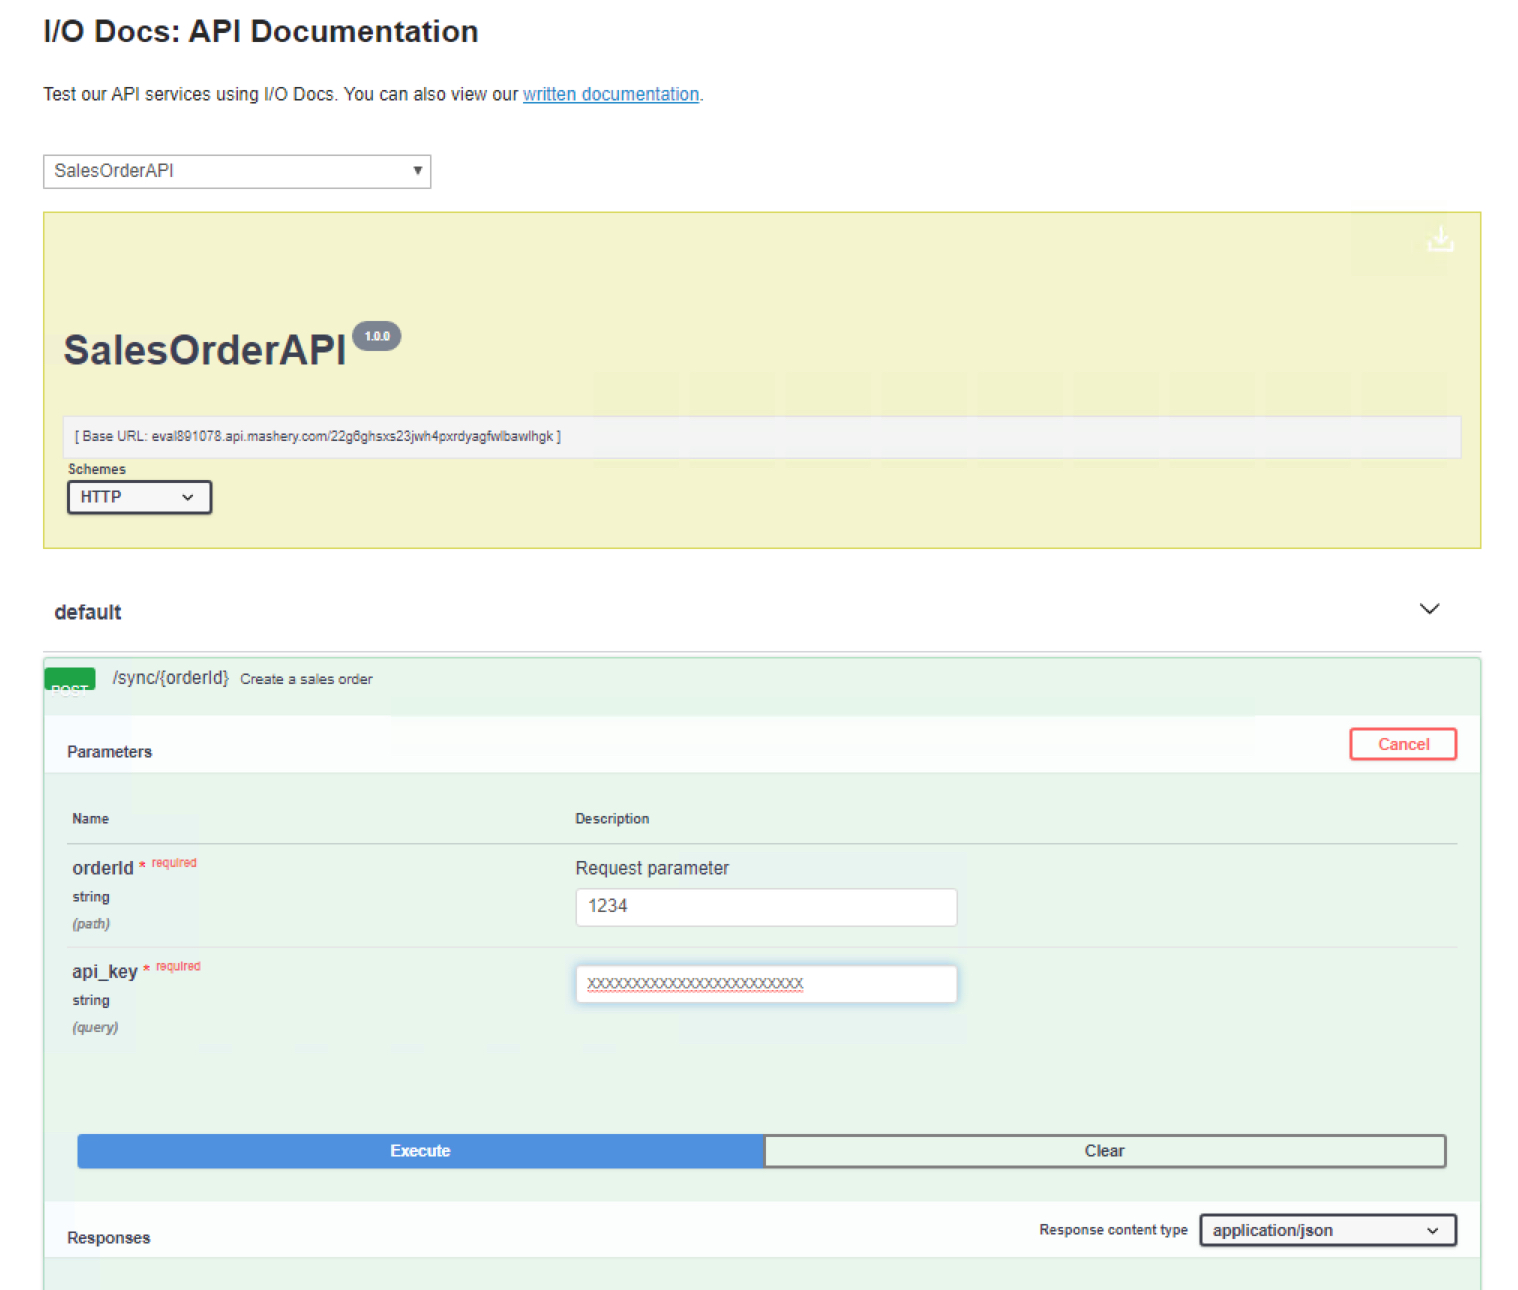 I/O Docs: API Documentation
Test our API services using I/O Docs. You can also view our written documentation.
SalesOrderAPI
SalesOrderAPI 1.0.0
[ Base URL: eval891078.api.mashery.com/22g6ghsxs23jwh4pxrdyagfwlbawlhgk ]
Schemes
HTTP
default
POST /sync/{orderId} Create a sales order
Parameters Cancel
Name Description
orderId * required Request parameter
string 1234
(path)
api_key * required
string XXXXXXXXXXXXXXXXXXXXXXXX
(query)
Execute Clear
Responses Response content type application/json